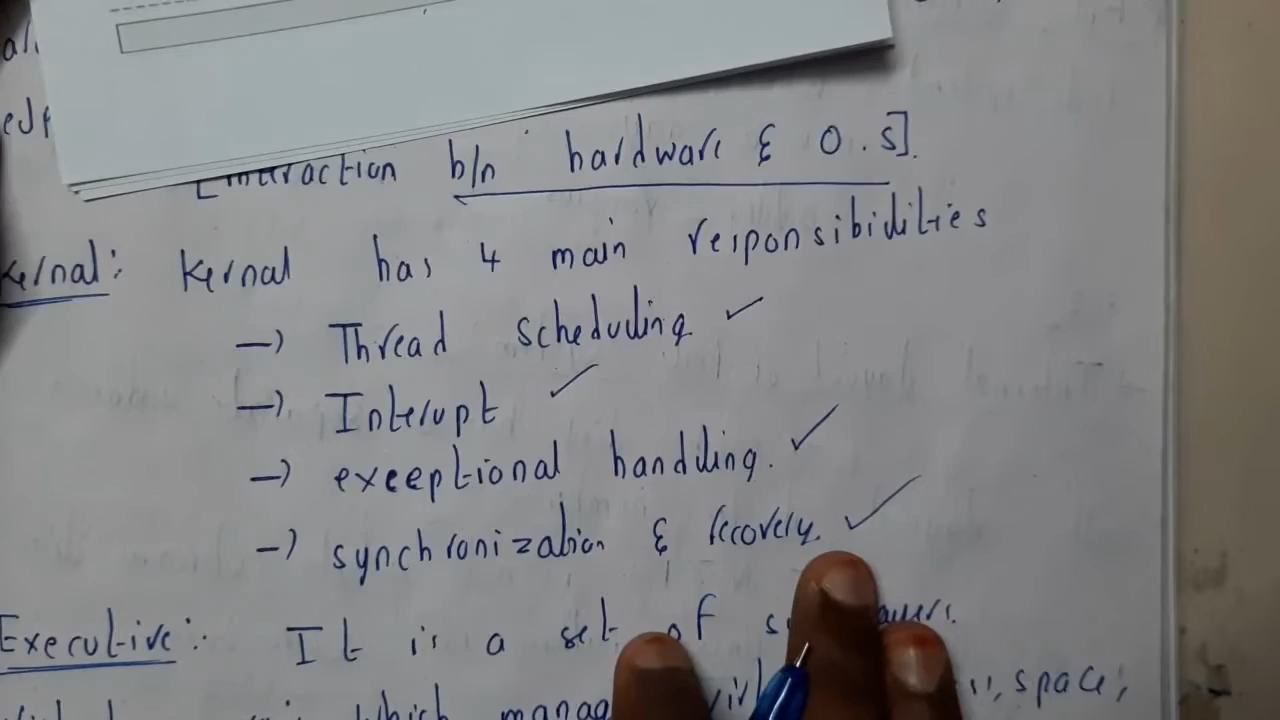 b/n hardware & O.S].
Kernal: Kernal has 4 main responsibilities
→ Thread scheduling ✓
→ Interupt ✓
→ exceptional handling. ✓
→ synchronization & recovery. ✓
Executive: It is a set of
which space,